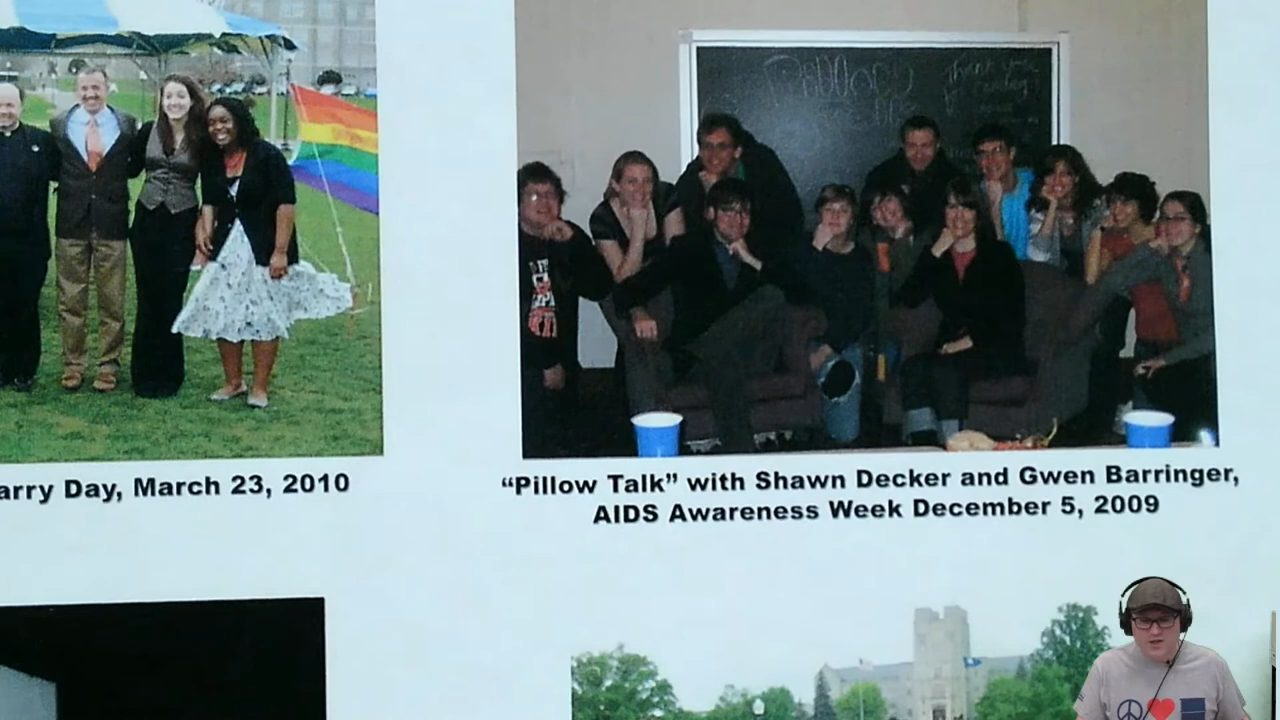 arry Day, March 23, 2010
“Pillow Talk” with Shawn Decker and Gwen Barringer,
AIDS Awareness Week December 5, 2009